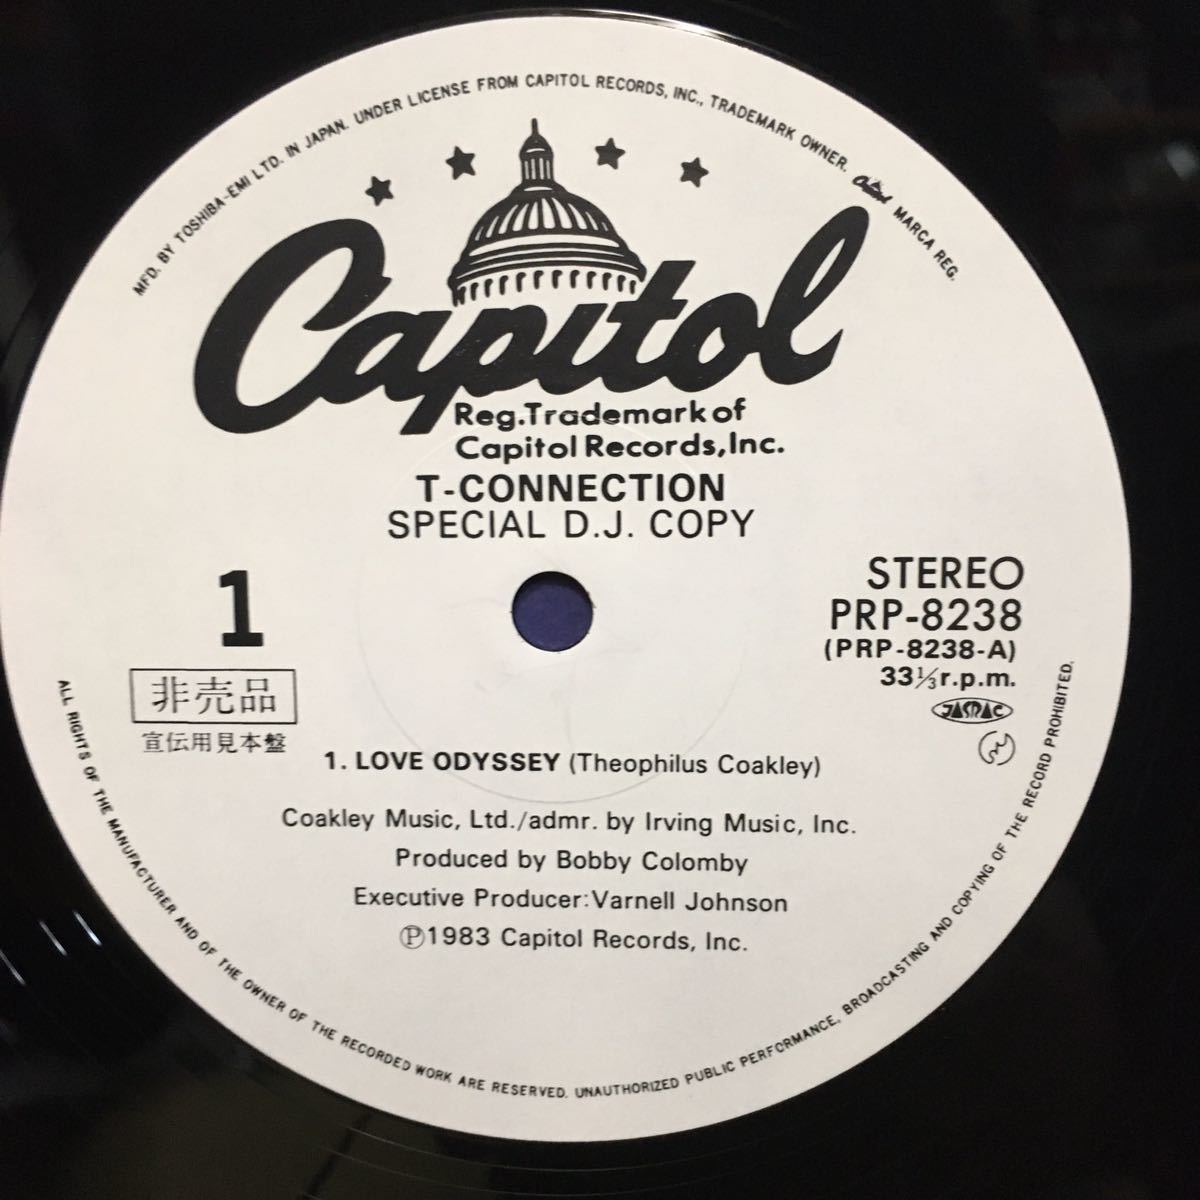 MFD. BY TOSHIBA-EMI LTD. IN JAPAN. UNDER LICENSE FROM CAPITOL RECORDS, INC., TRADEMARK OWNER. Capitol MARCA REG.
Capitol
Reg.Trademark of
Capitol Records,Inc.
T-CONNECTION
SPECIAL D.J. COPY
1
非売品
宣伝用見本盤
STEREO
PRP-8238
(PRP-8238-A)
33⅓r.p.m.
JASRAC
1. LOVE ODYSSEY (Theophilus Coakley)
Coakley Music, Ltd./admr. by Irving Music, Inc.
Produced by Bobby Colomby
Executive Producer:Varnell Johnson
Ⓟ1983 Capitol Records, Inc.
ALL RIGHTS OF THE MANUFACTURER AND OF THE OWNER OF THE RECORDED WORK ARE RESERVED. UNAUTHORIZED PUBLIC PERFORMANCE, BROADCASTING AND COPYING OF THE RECORD PROHIBITED.